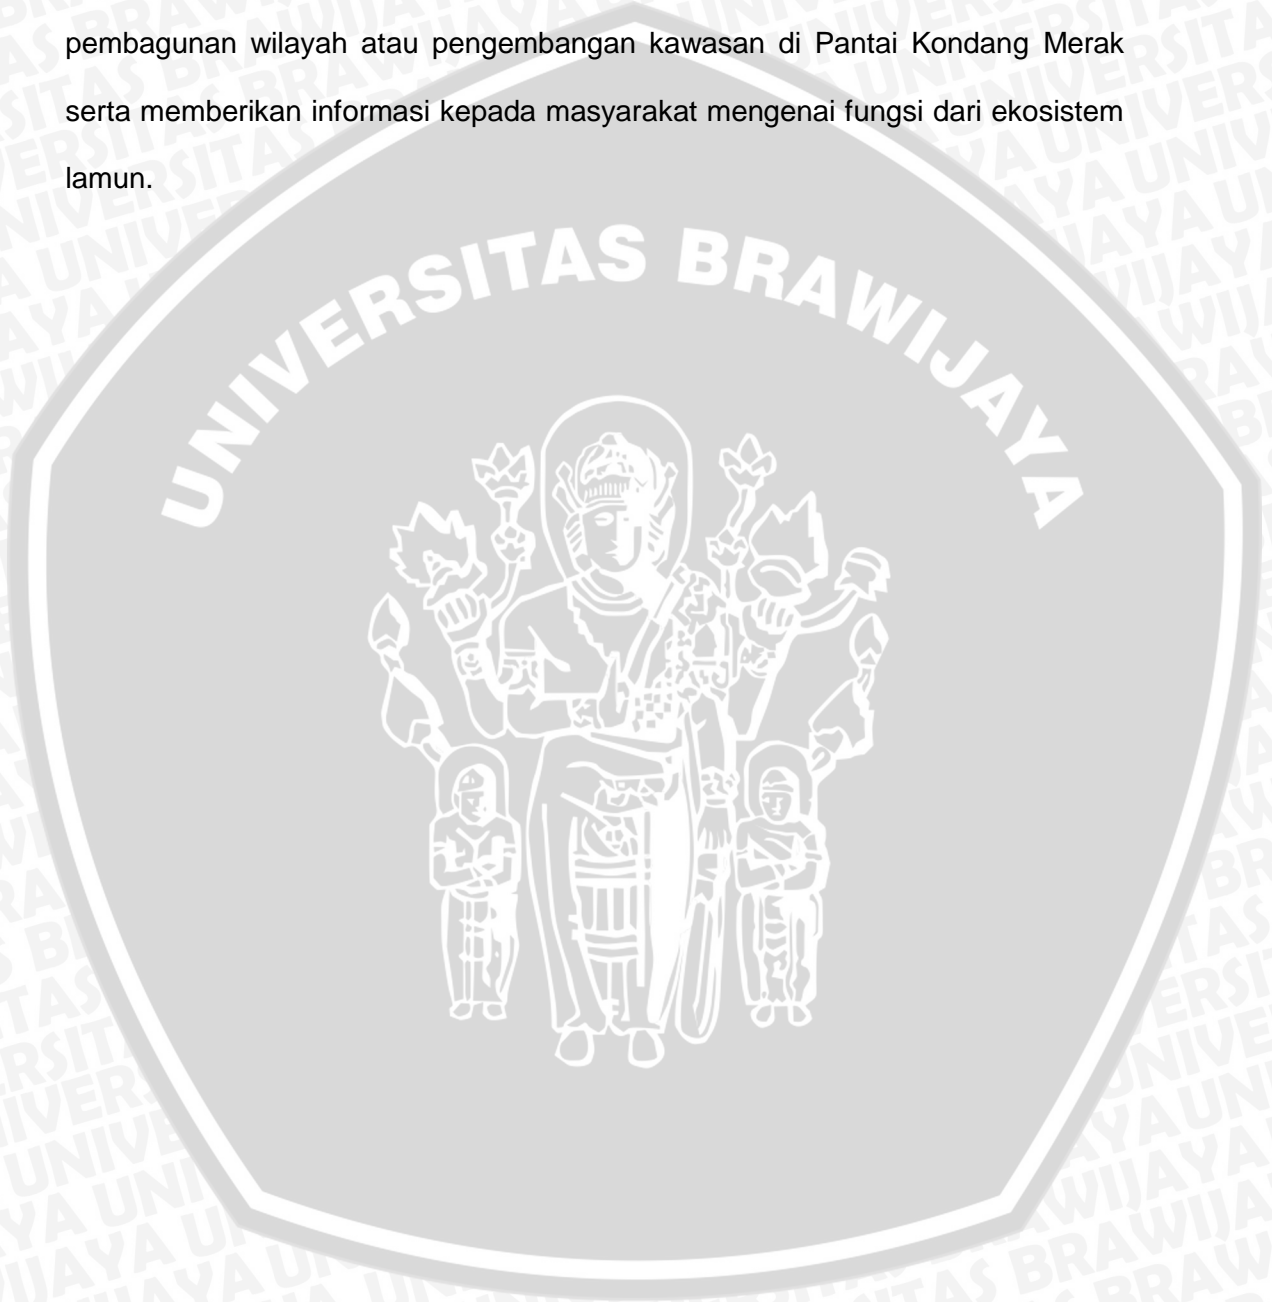 pembagunan wilayah atau pengembangan kawasan di Pantai Kondang Merak
serta memberikan informasi kepada masyarakat mengenai fungsi dari ekosistem
lamun.
UNIVERSITAS BRAWIJAYA